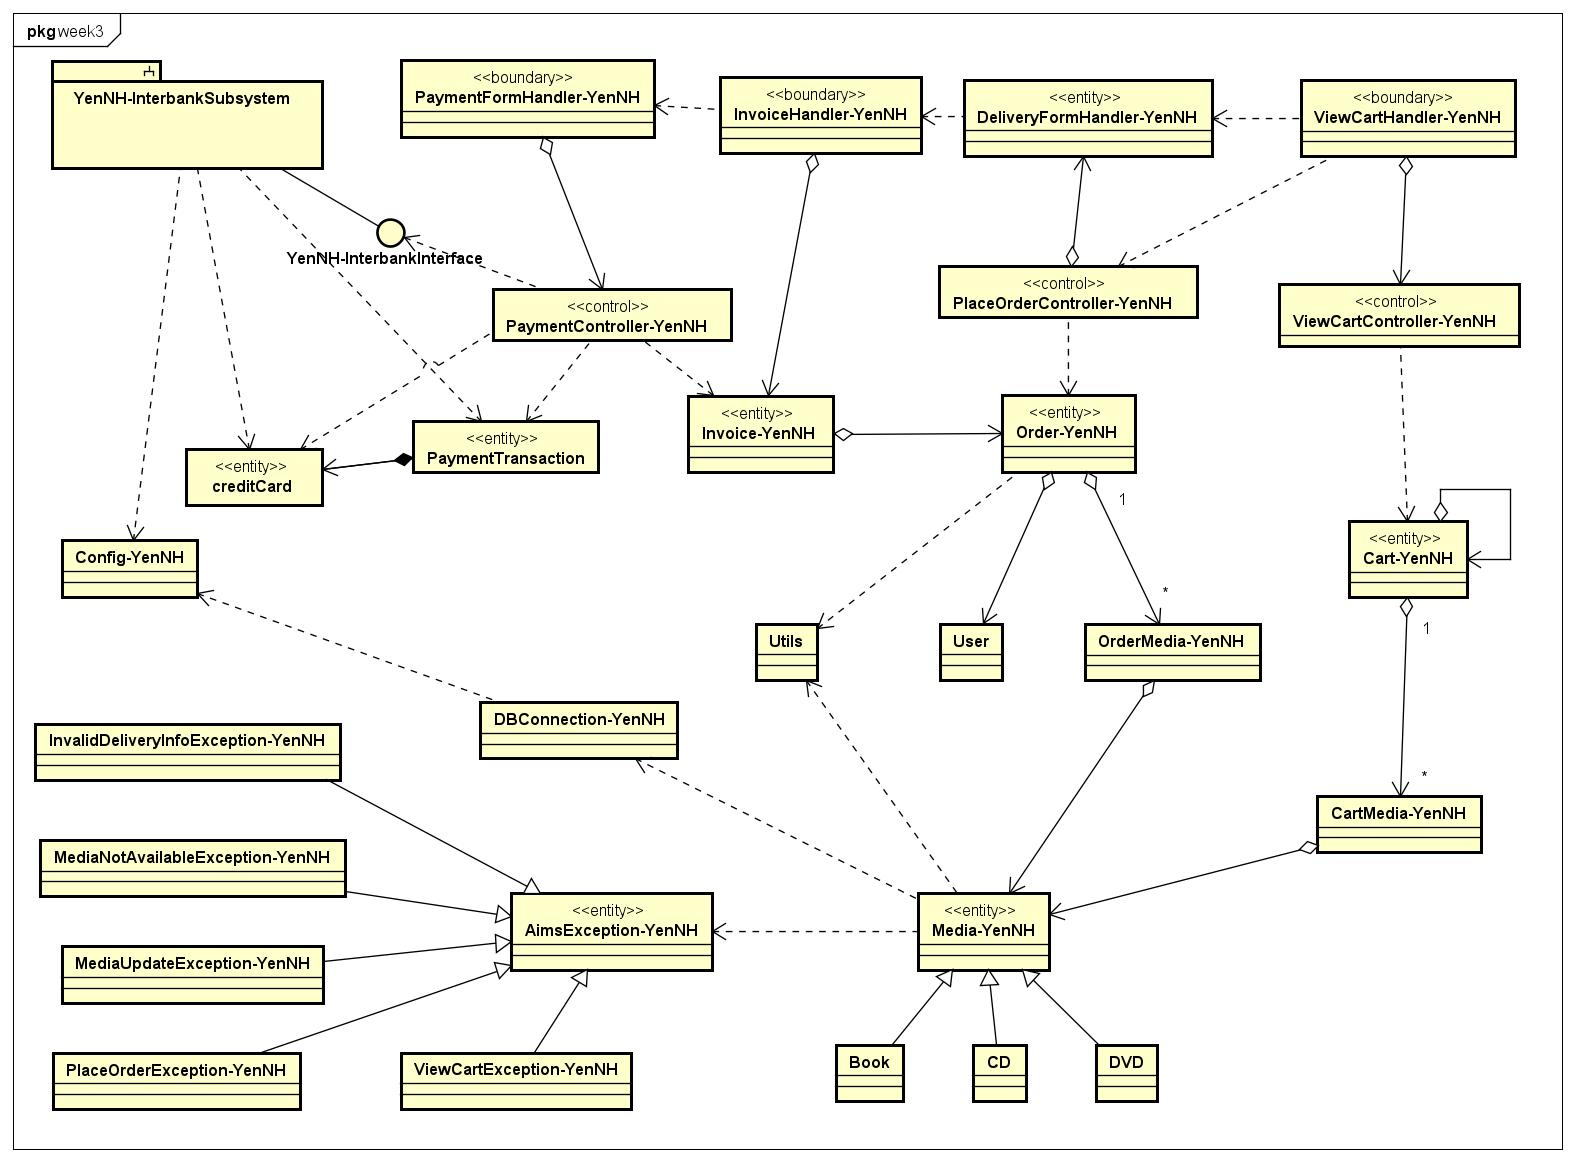 pkg week3
YenNH-InterbankSubsystem
<<boundary>>
PaymentFormHandler-YenNH
<<boundary>>
InvoiceHandler-YenNH
<<entity>>
DeliveryFormHandler-YenNH
<<boundary>>
ViewCartHandler-YenNH
YenNH-InterbankInterface
<<control>>
PaymentController-YenNH
<<control>>
PlaceOrderController-YenNH
<<control>>
ViewCartController-YenNH
<<entity>>
creditCard
<<entity>>
PaymentTransaction
<<entity>>
Invoice-YenNH
<<entity>>
Order-YenNH
1
*
<<entity>>
Cart-YenNH
1
*
Config-YenNH
Utils
User
OrderMedia-YenNH
DBConnection-YenNH
CartMedia-YenNH
InvalidDeliveryInfoException-YenNH
MediaNotAvailableException-YenNH
MediaUpdateException-YenNH
PlaceOrderException-YenNH
ViewCartException-YenNH
<<entity>>
AimsException-YenNH
<<entity>>
Media-YenNH
Book
CD
DVD